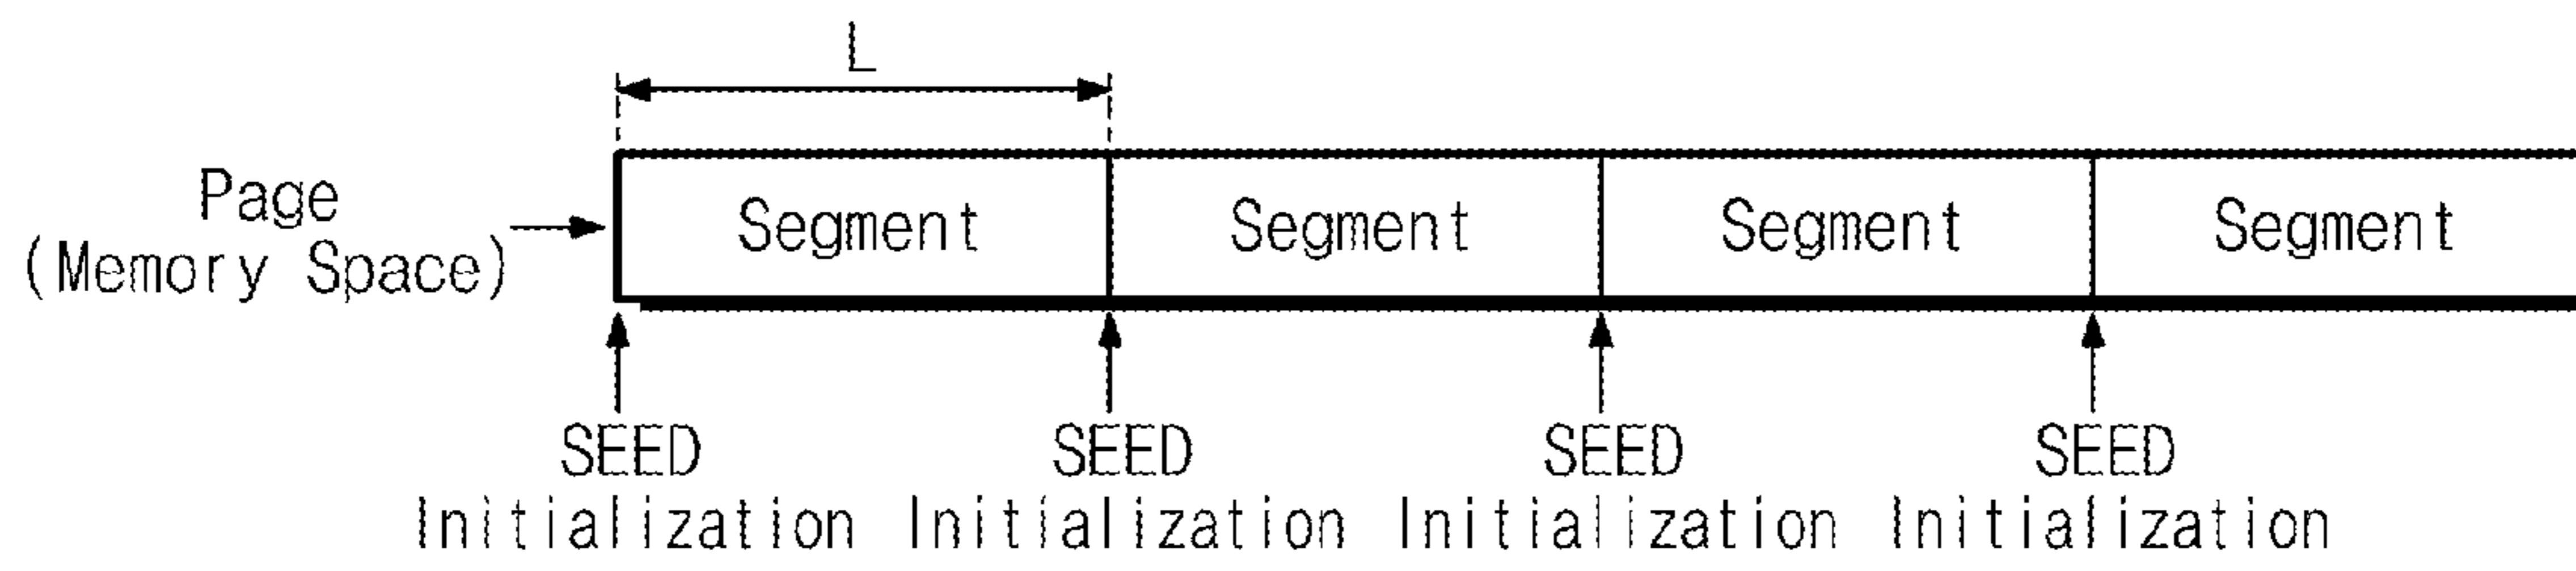 L
Page
(Memory Space)
Segment Segment Segment Segment
SEED SEED SEED SEED
Initialization Initialization Initialization Initialization